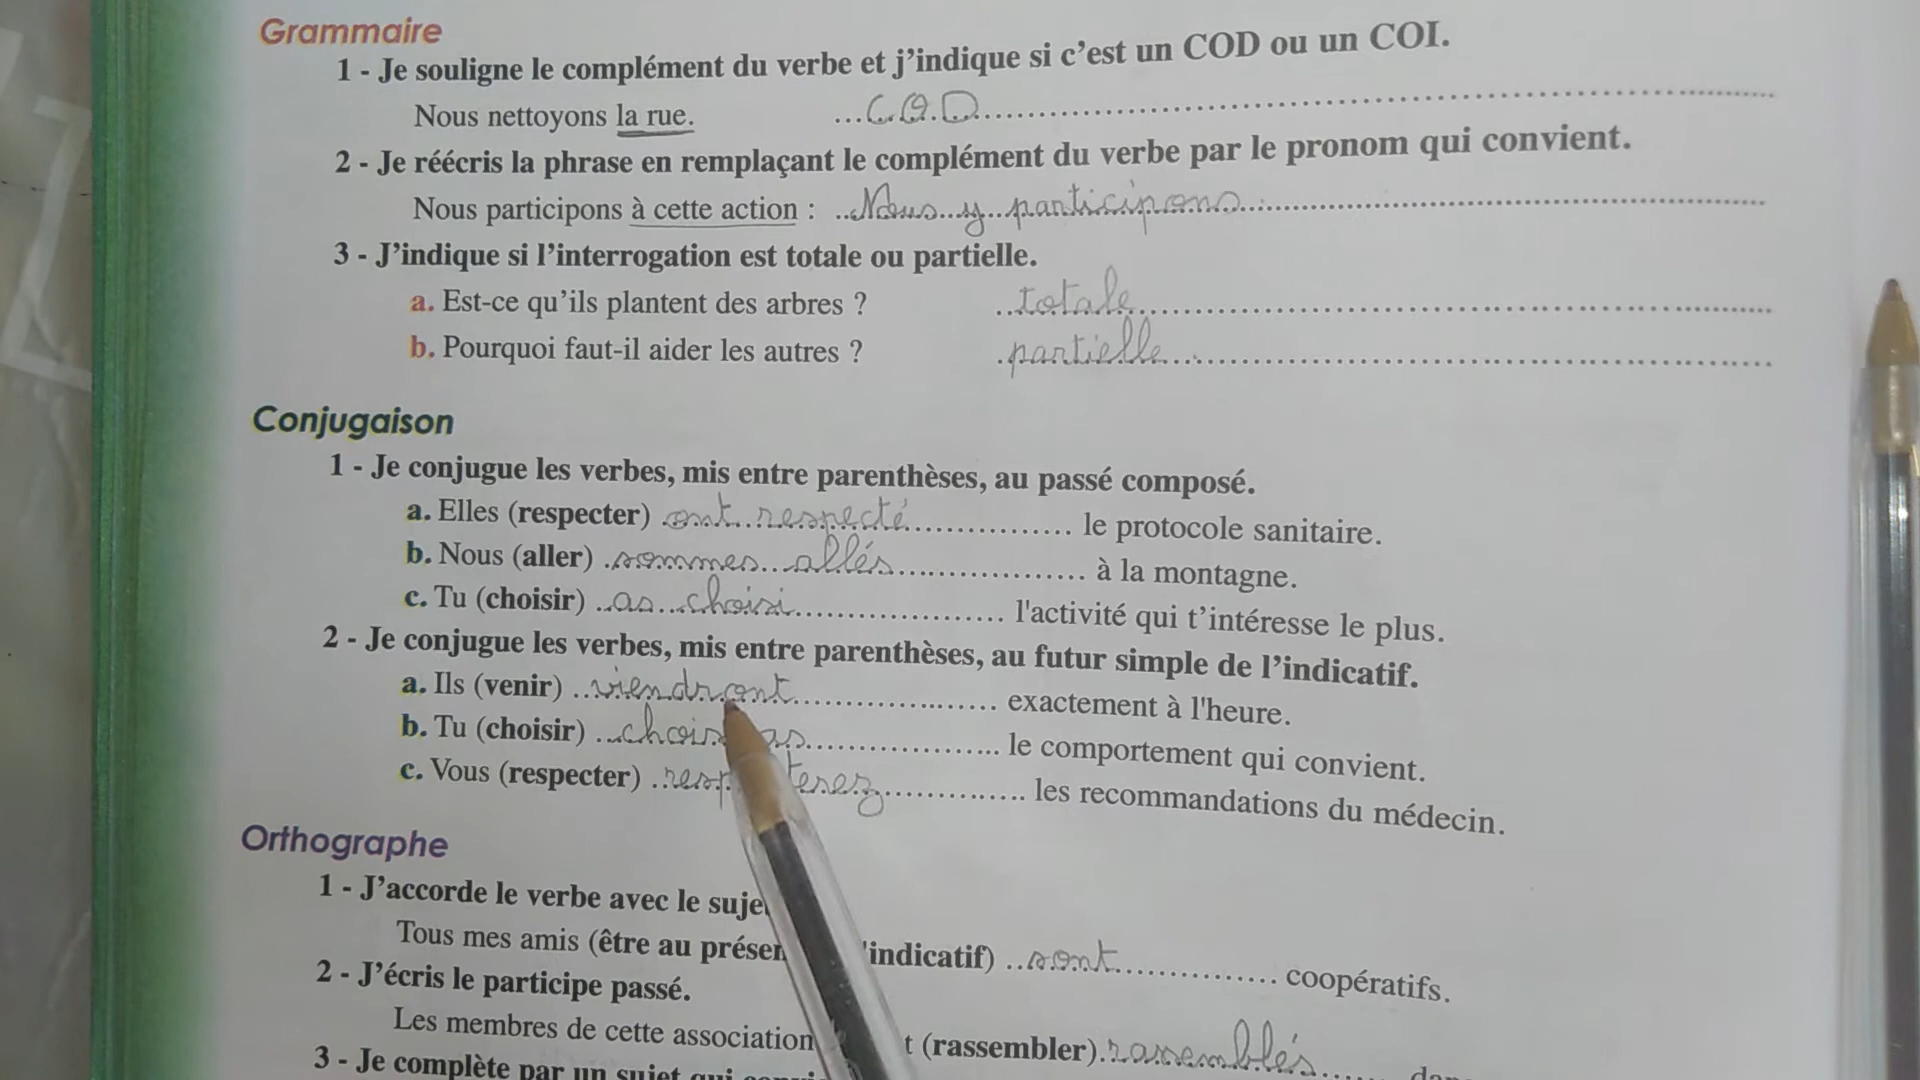 Grammaire
1 - Je souligne le complément du verbe et j'indique si c'est un COD ou un COI.
Nous nettoyons la rue. ...C.O.D...
2 - Je réécris la phrase en remplaçant le complément du verbe par le pronom qui convient.
Nous participons à cette action : ..Nous..y..participons...
3 - J'indique si l'interrogation est totale ou partielle.
a. Est-ce qu'ils plantent des arbres ? ..totale...
b. Pourquoi faut-il aider les autres ? .partielle...
Conjugaison
1 - Je conjugue les verbes, mis entre parenthèses, au passé composé.
a. Elles (respecter) .ont..respecté... le protocole sanitaire.
b. Nous (aller) .sommes...allés... à la montagne.
c. Tu (choisir) ..as...choisi... l'activité qui t'intéresse le plus.
2 - Je conjugue les verbes, mis entre parenthèses, au futur simple de l'indicatif.
a. Ils (venir) ..viendront... exactement à l'heure.
b. Tu (choisir) ... le comportement qui convient.
c. Vous (respecter) ... les recommandations du médecin.
Orthographe
1 - J'accorde le verbe avec le
Tous mes amis (être au 'indicatif) ..sont... coopératifs.
2 - J'écris le participe passé.
Les membres de cette association t (rassembler).rassemblés...
3 - Je complète par un sujet qui